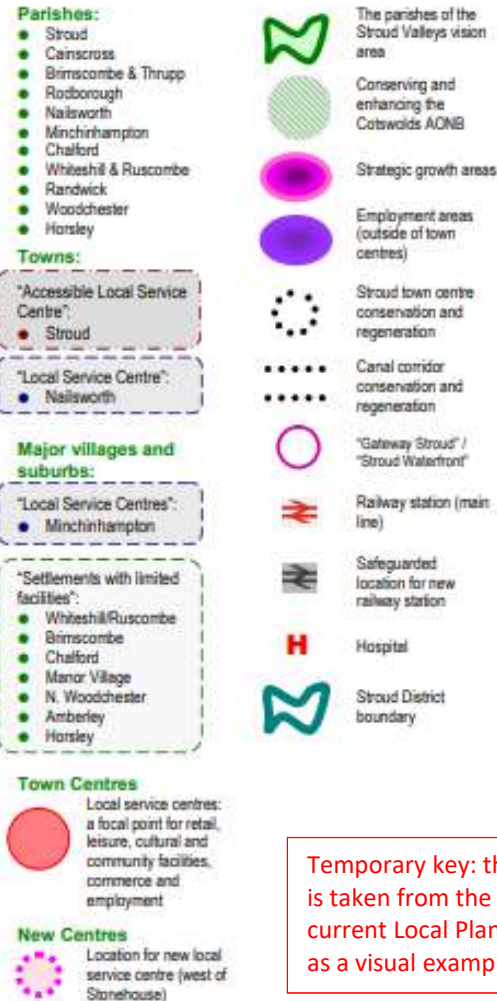 Parishes:
Stroud
Cainscross
Brimscombe & Thrupp
Rodborough
Nailsworth
Minchinhampton
Chalford
Whiteshill & Ruscombe
Randwick
Woodchester
Horsley
Towns:
"Accessible Local Service
Centre":
Stroud
"Local Service Centre":
Nailsworth
Major villages and
suburbs:
"Local Service Centres":
Minchinhampton
"Settlements with limited
facilities":
Whiteshill/Ruscombe
Brimscombe
Chalford
Manor Village
N. Woodchester
Amberley
Horsley
Town Centres
Local service centres:
a focal point for retail,
leisure, cultural and
community facilities,
commerce and
employment
New Centres
Location for new local
service centre (west of
Stonehouse)
The parishes of the
Stroud Valleys vision
area
Conserving and
enhancing the
Cotswolds AONB
Strategic growth areas
Employment areas
(outside of town
centres)
Stroud town centre
conservation and
regeneration
Canal corridor
conservation and
regeneration
"Gateway Stroud" /
"Stroud Waterfront"
Railway station (main
line)
Safeguarded
location for new
railway station
H Hospital
Stroud District
boundary
Temporary key: th
is taken from the
current Local Plan
as a visual examp